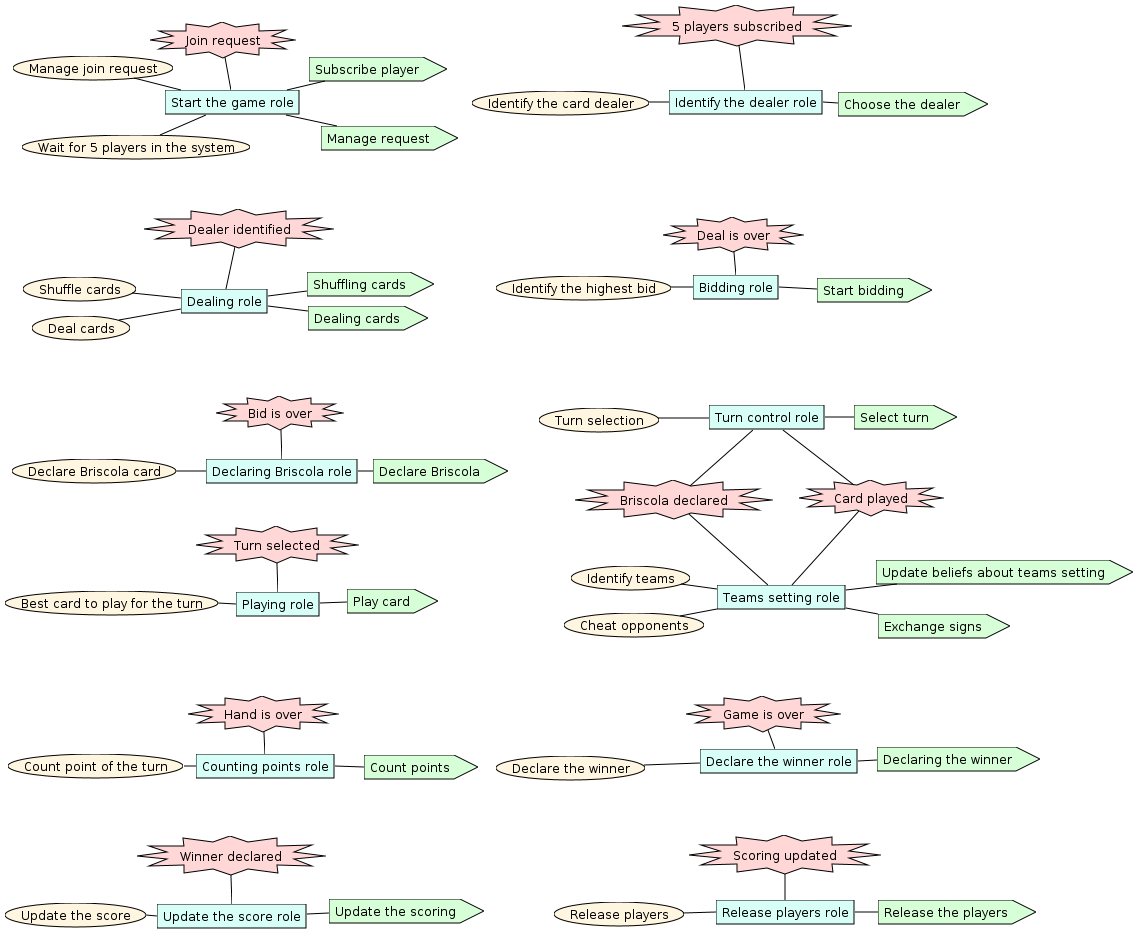 Join request
Manage join request
Subscribe player
Start the game role
Manage request
Wait for 5 players in the system
5 players subscribed
Identify the card dealer
Identify the dealer role
Choose the dealer
Dealer identified
Shuffle cards
Shuffling cards
Dealing role
Deal cards
Dealing cards
Deal is over
Identify the highest bid
Bidding role
Start bidding
Bid is over
Declare Briscola card
Declaring Briscola role
Declare Briscola
Turn selection
Turn control role
Select turn
Briscola declared
Card played
Identify teams
Update beliefs about teams setting
Teams setting role
Cheat opponents
Exchange signs
Turn selected
Best card to play for the turn
Playing role
Play card
Hand is over
Count point of the turn
Counting points role
Count points
Game is over
Declare the winner
Declare the winner role
Declaring the winner
Winner declared
Update the score
Update the score role
Update the scoring
Scoring updated
Release players
Release players role
Release the players